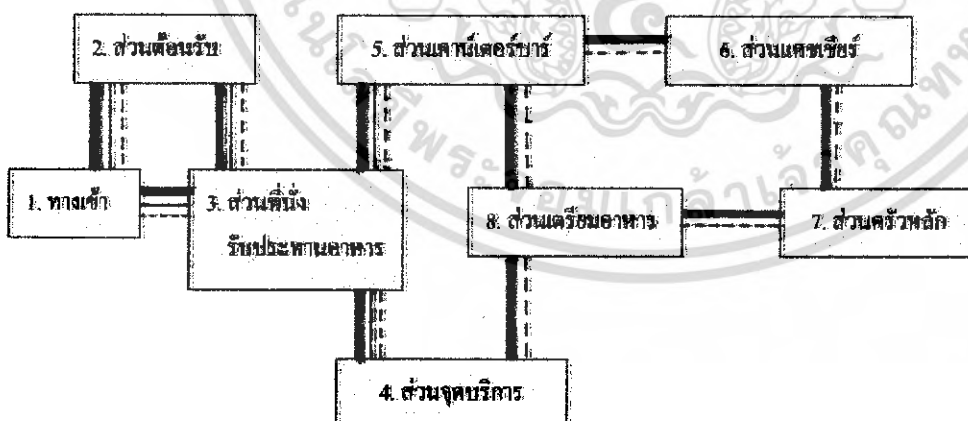 2. ส่วนต้อนรับ
5. ส่วนเคาน์เตอร์บาร์
6. ส่วนแคชเชียร์
1. ทางเข้า
3. ส่วนที่นั่ง
รับประทานอาหาร
8. ส่วนเตรียมอาหาร
7. ส่วนครัวหลัก
4. ส่วนจุดบริการ